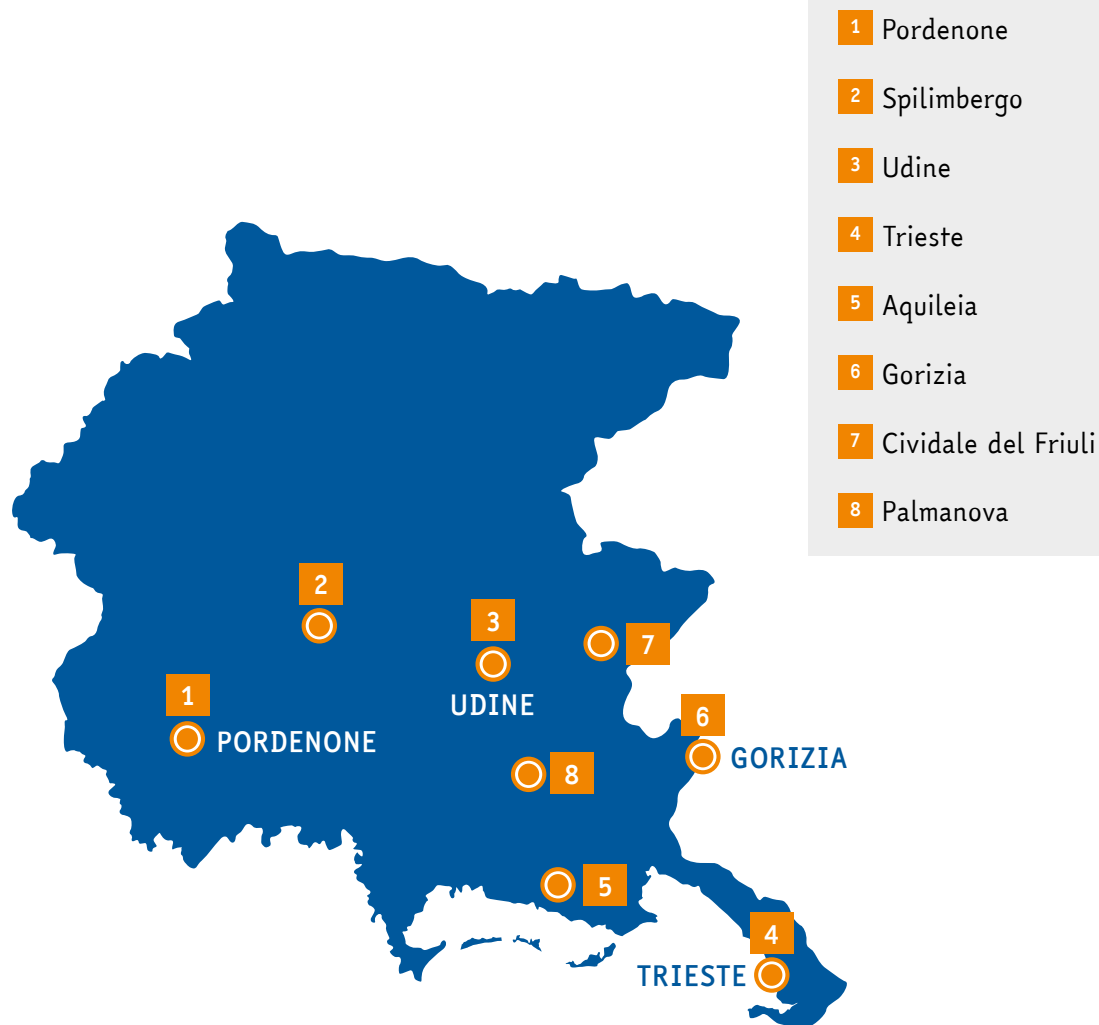 1 Pordenone
2 Spilimbergo
3 Udine
4 Trieste
5 Aquileia
6 Gorizia
7 Cividale del Friuli
8 Palmanova
2
3
7
UDINE
1
PORDENONE
6
GORIZIA
8
5
4
TRIESTE